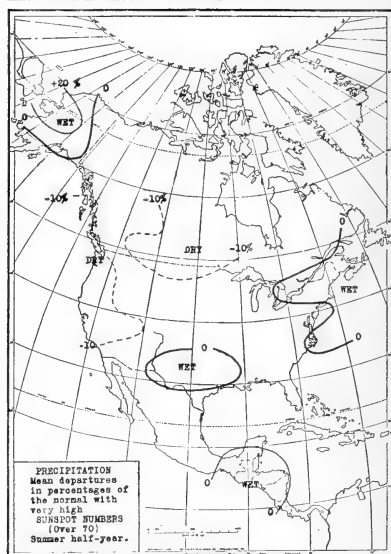 +20 %
0
0
WET
-10%
-10%
0
DRY
-10%
DRY
WET
-10
0
0
WET
PRECIPITATION
Mean departures
in percentages of
the normal with
very high
SUNSPOT NUMBERS
(Over 70)
Summer half-year.
0
WET
0